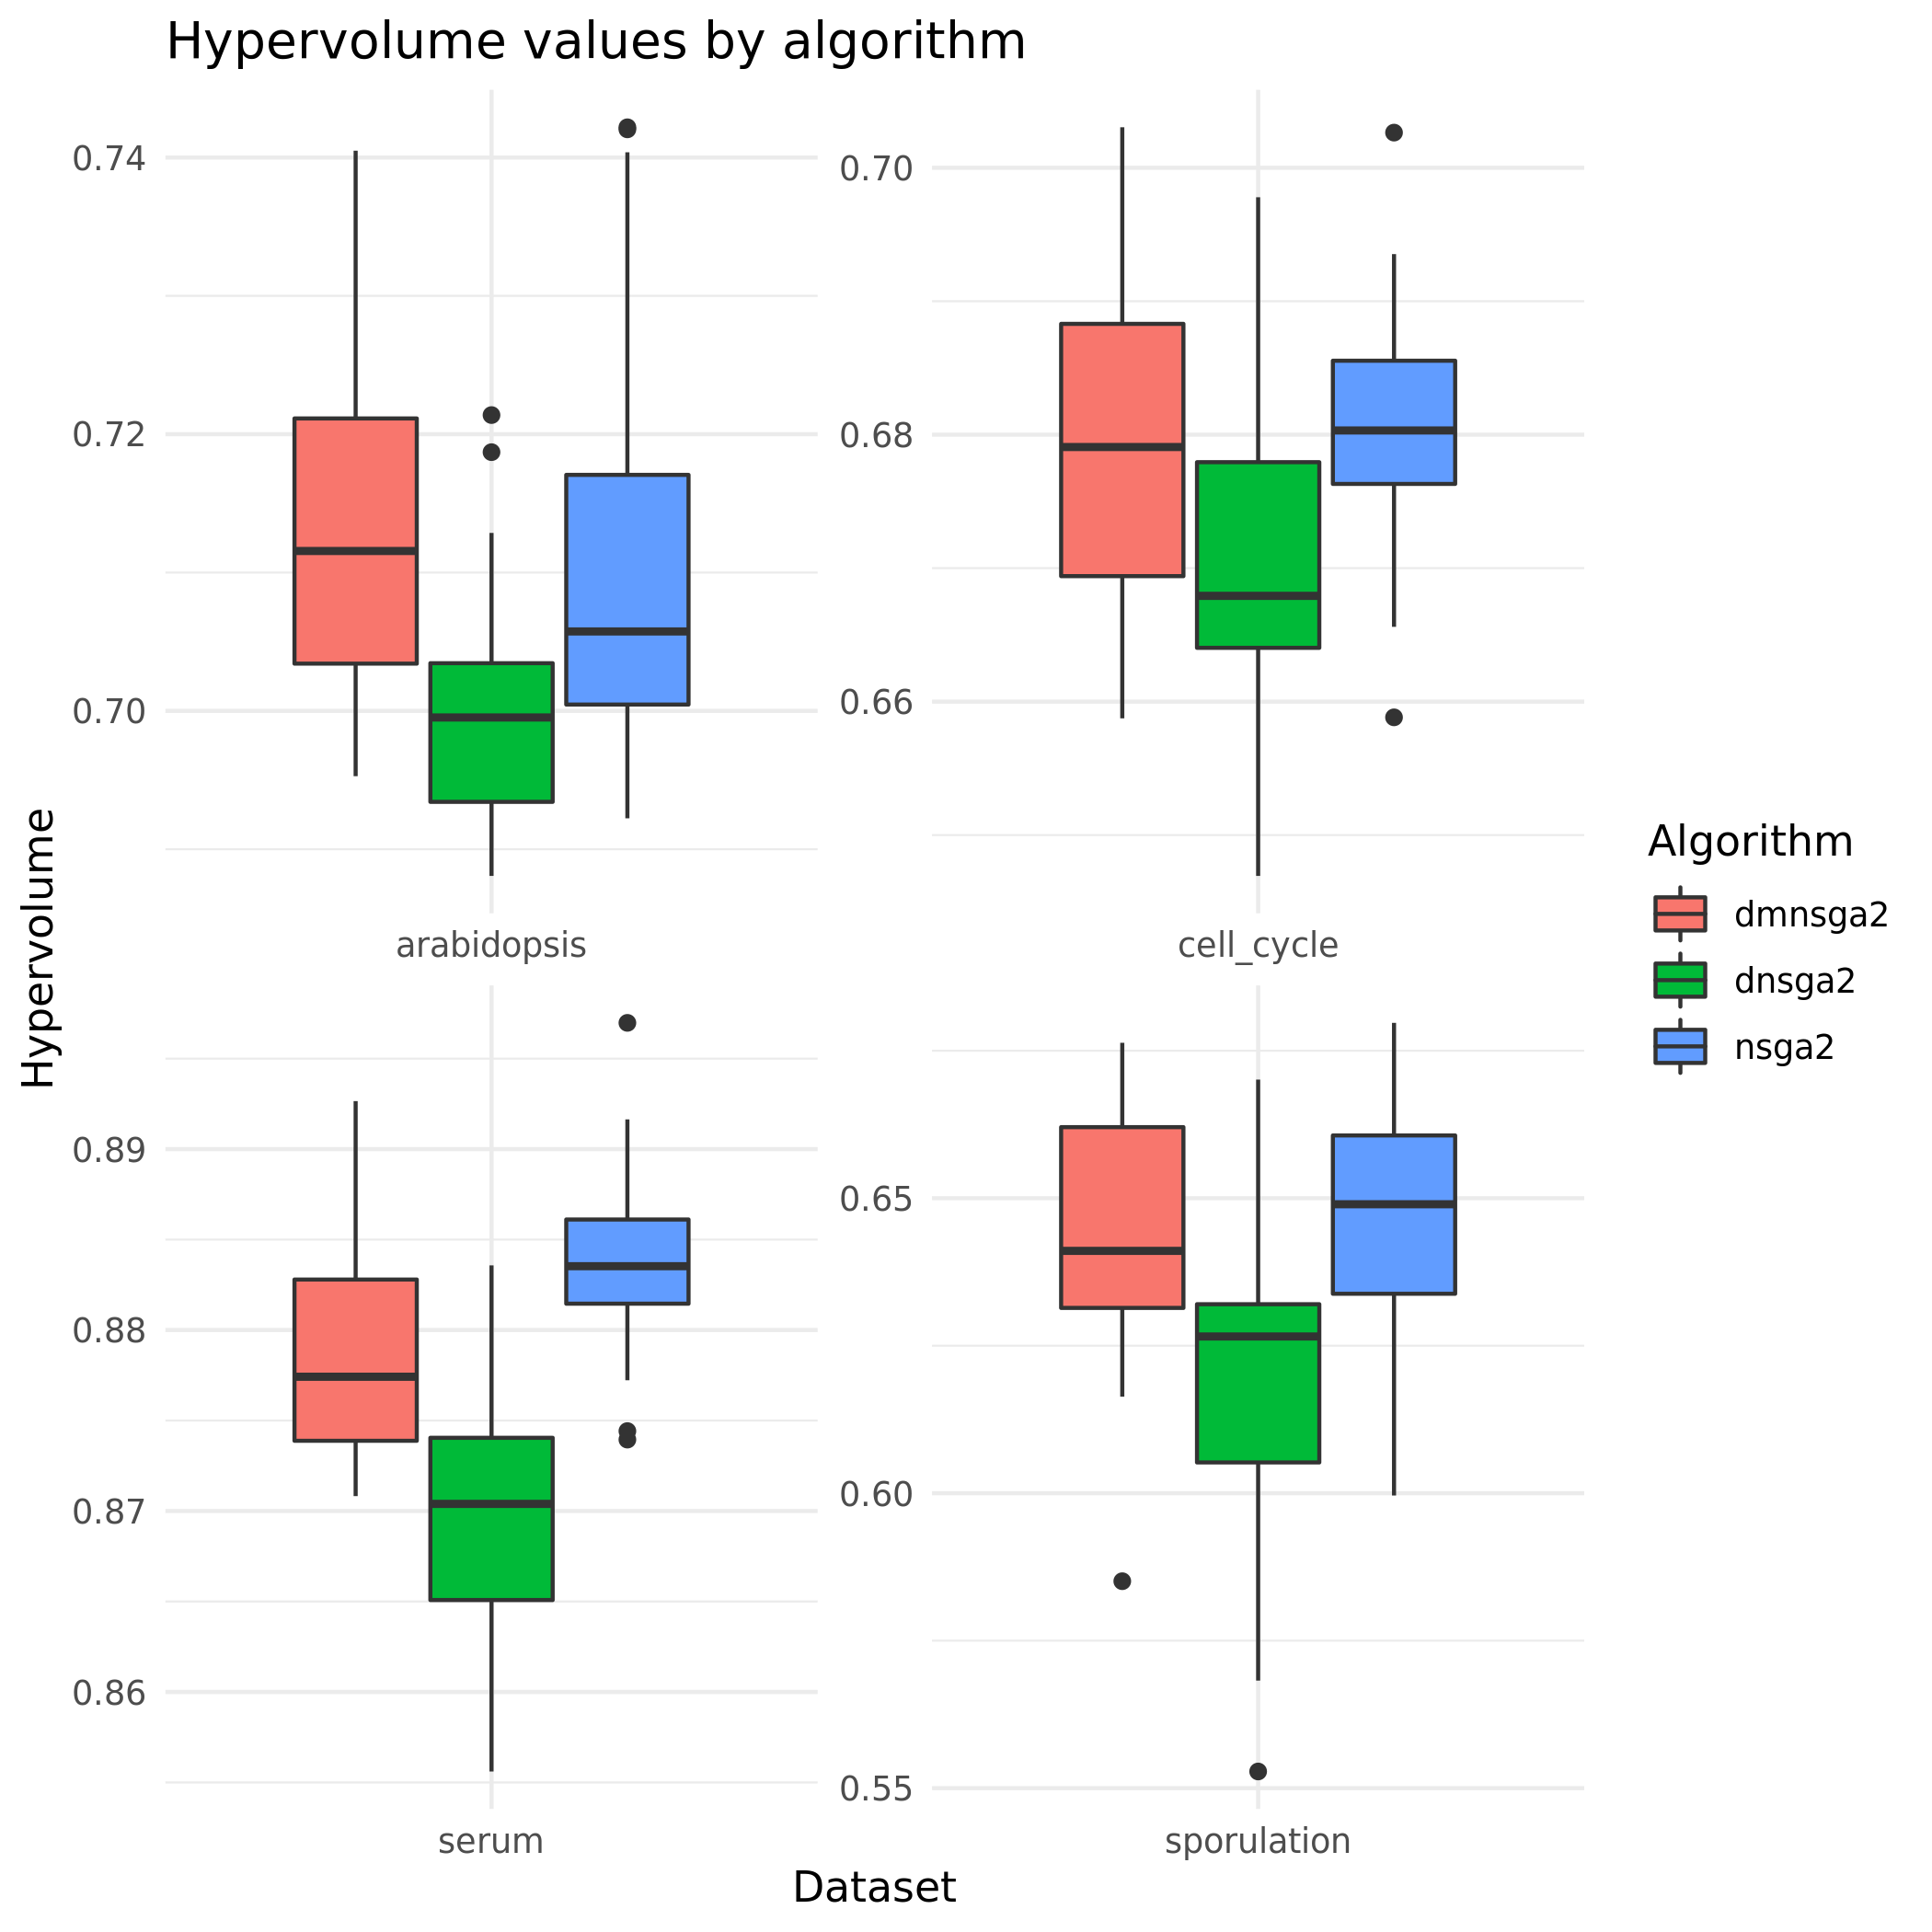 Hypervolume values by algorithm
Hypervolume
0.74
0.72
0.70
arabidopsis
0.70
0.68
0.66
cell_cycle
0.89
0.88
0.87
0.86
serum
0.65
0.60
0.55
sporulation
Dataset
Algorithm
dmnsga2
dnsga2
nsga2